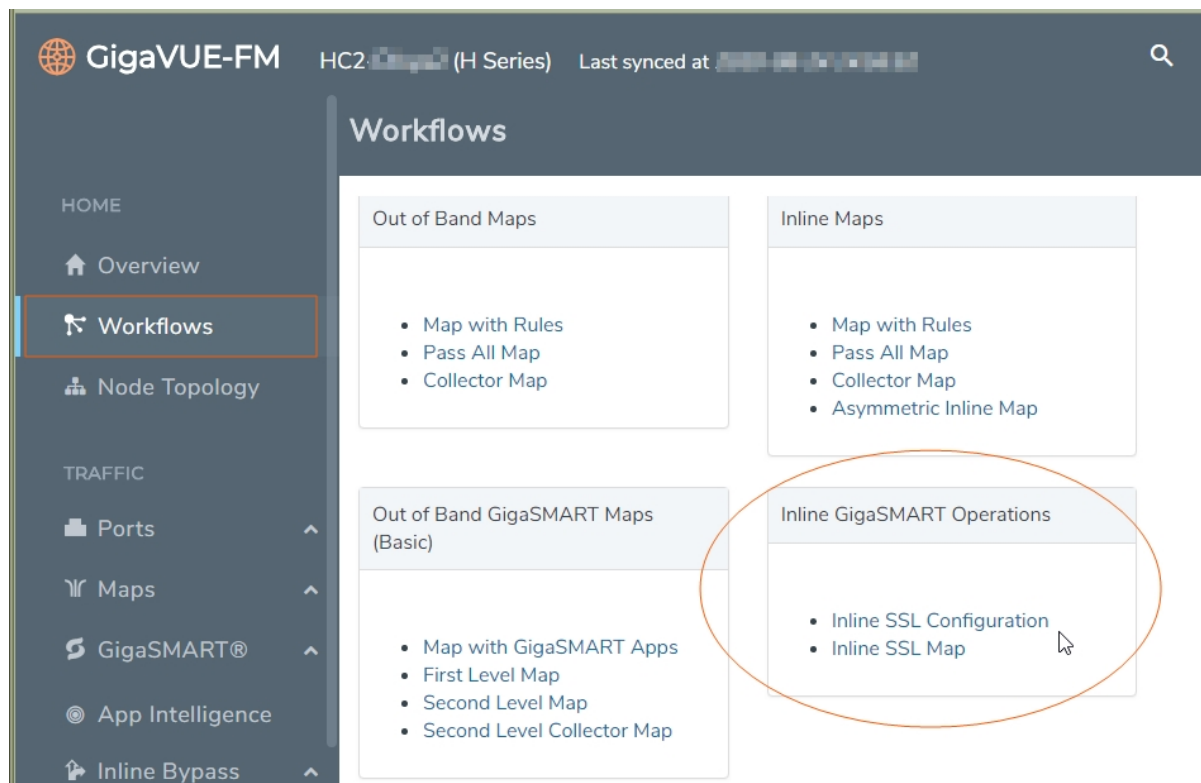 GigaVUE-FM
HC2- (H Series) Last synced at
Workflows
HOME
Overview
Workflows
Node Topology
TRAFFIC
Ports
Maps
GigaSMART®
App Intelligence
Inline Bypass
Out of Band Maps
• Map with Rules
• Pass All Map
• Collector Map
Inline Maps
• Map with Rules
• Pass All Map
• Collector Map
• Asymmetric Inline Map
Out of Band GigaSMART Maps
(Basic)
• Map with GigaSMART Apps
• First Level Map
• Second Level Map
• Second Level Collector Map
Inline GigaSMART Operations
• Inline SSL Configuration
• Inline SSL Map